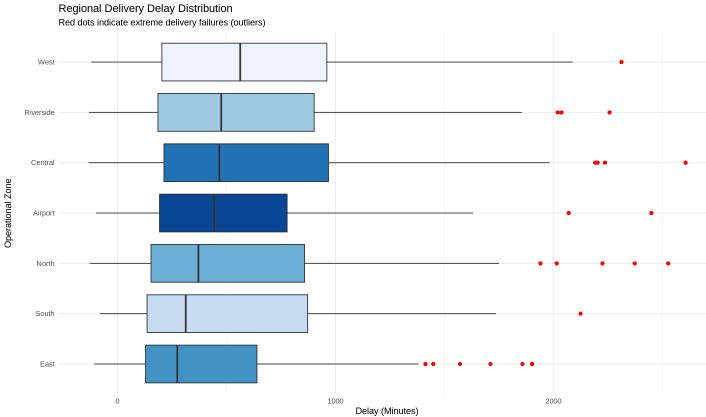 Regional Delivery Delay Distribution
Red dots indicate extreme delivery failures (outliers)
Operational Zone
West
Riverside
Central
Airport
North
South
East
0
1000
2000
Delay (Minutes)